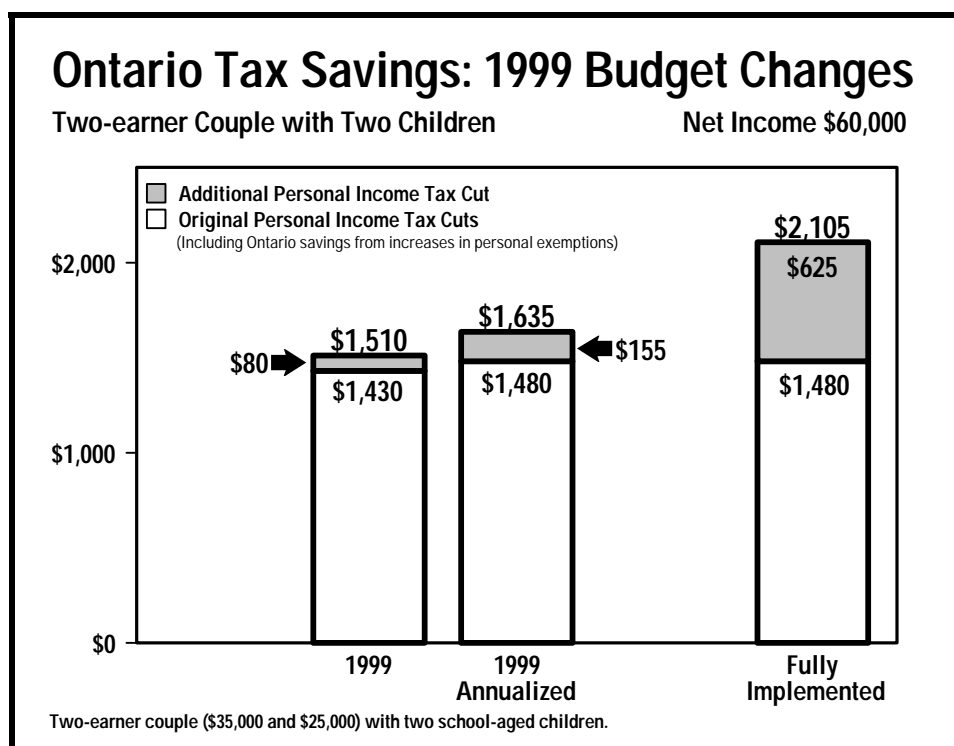 Ontario Tax Savings: 1999 Budget Changes
Two-earner Couple with Two Children
Net Income $60,000
Additional Personal Income Tax Cut
Original Personal Income Tax Cuts
(Including Ontario savings from increases in personal exemptions)
$2,000
$1,000
$0
$80
$1,510
$1,430
$1,635
$155
$1,480
$2,105
$625
$1,480
1999
1999
Annualized
Fully
Implemented
Two-earner couple ($35,000 and $25,000) with two school-aged children.